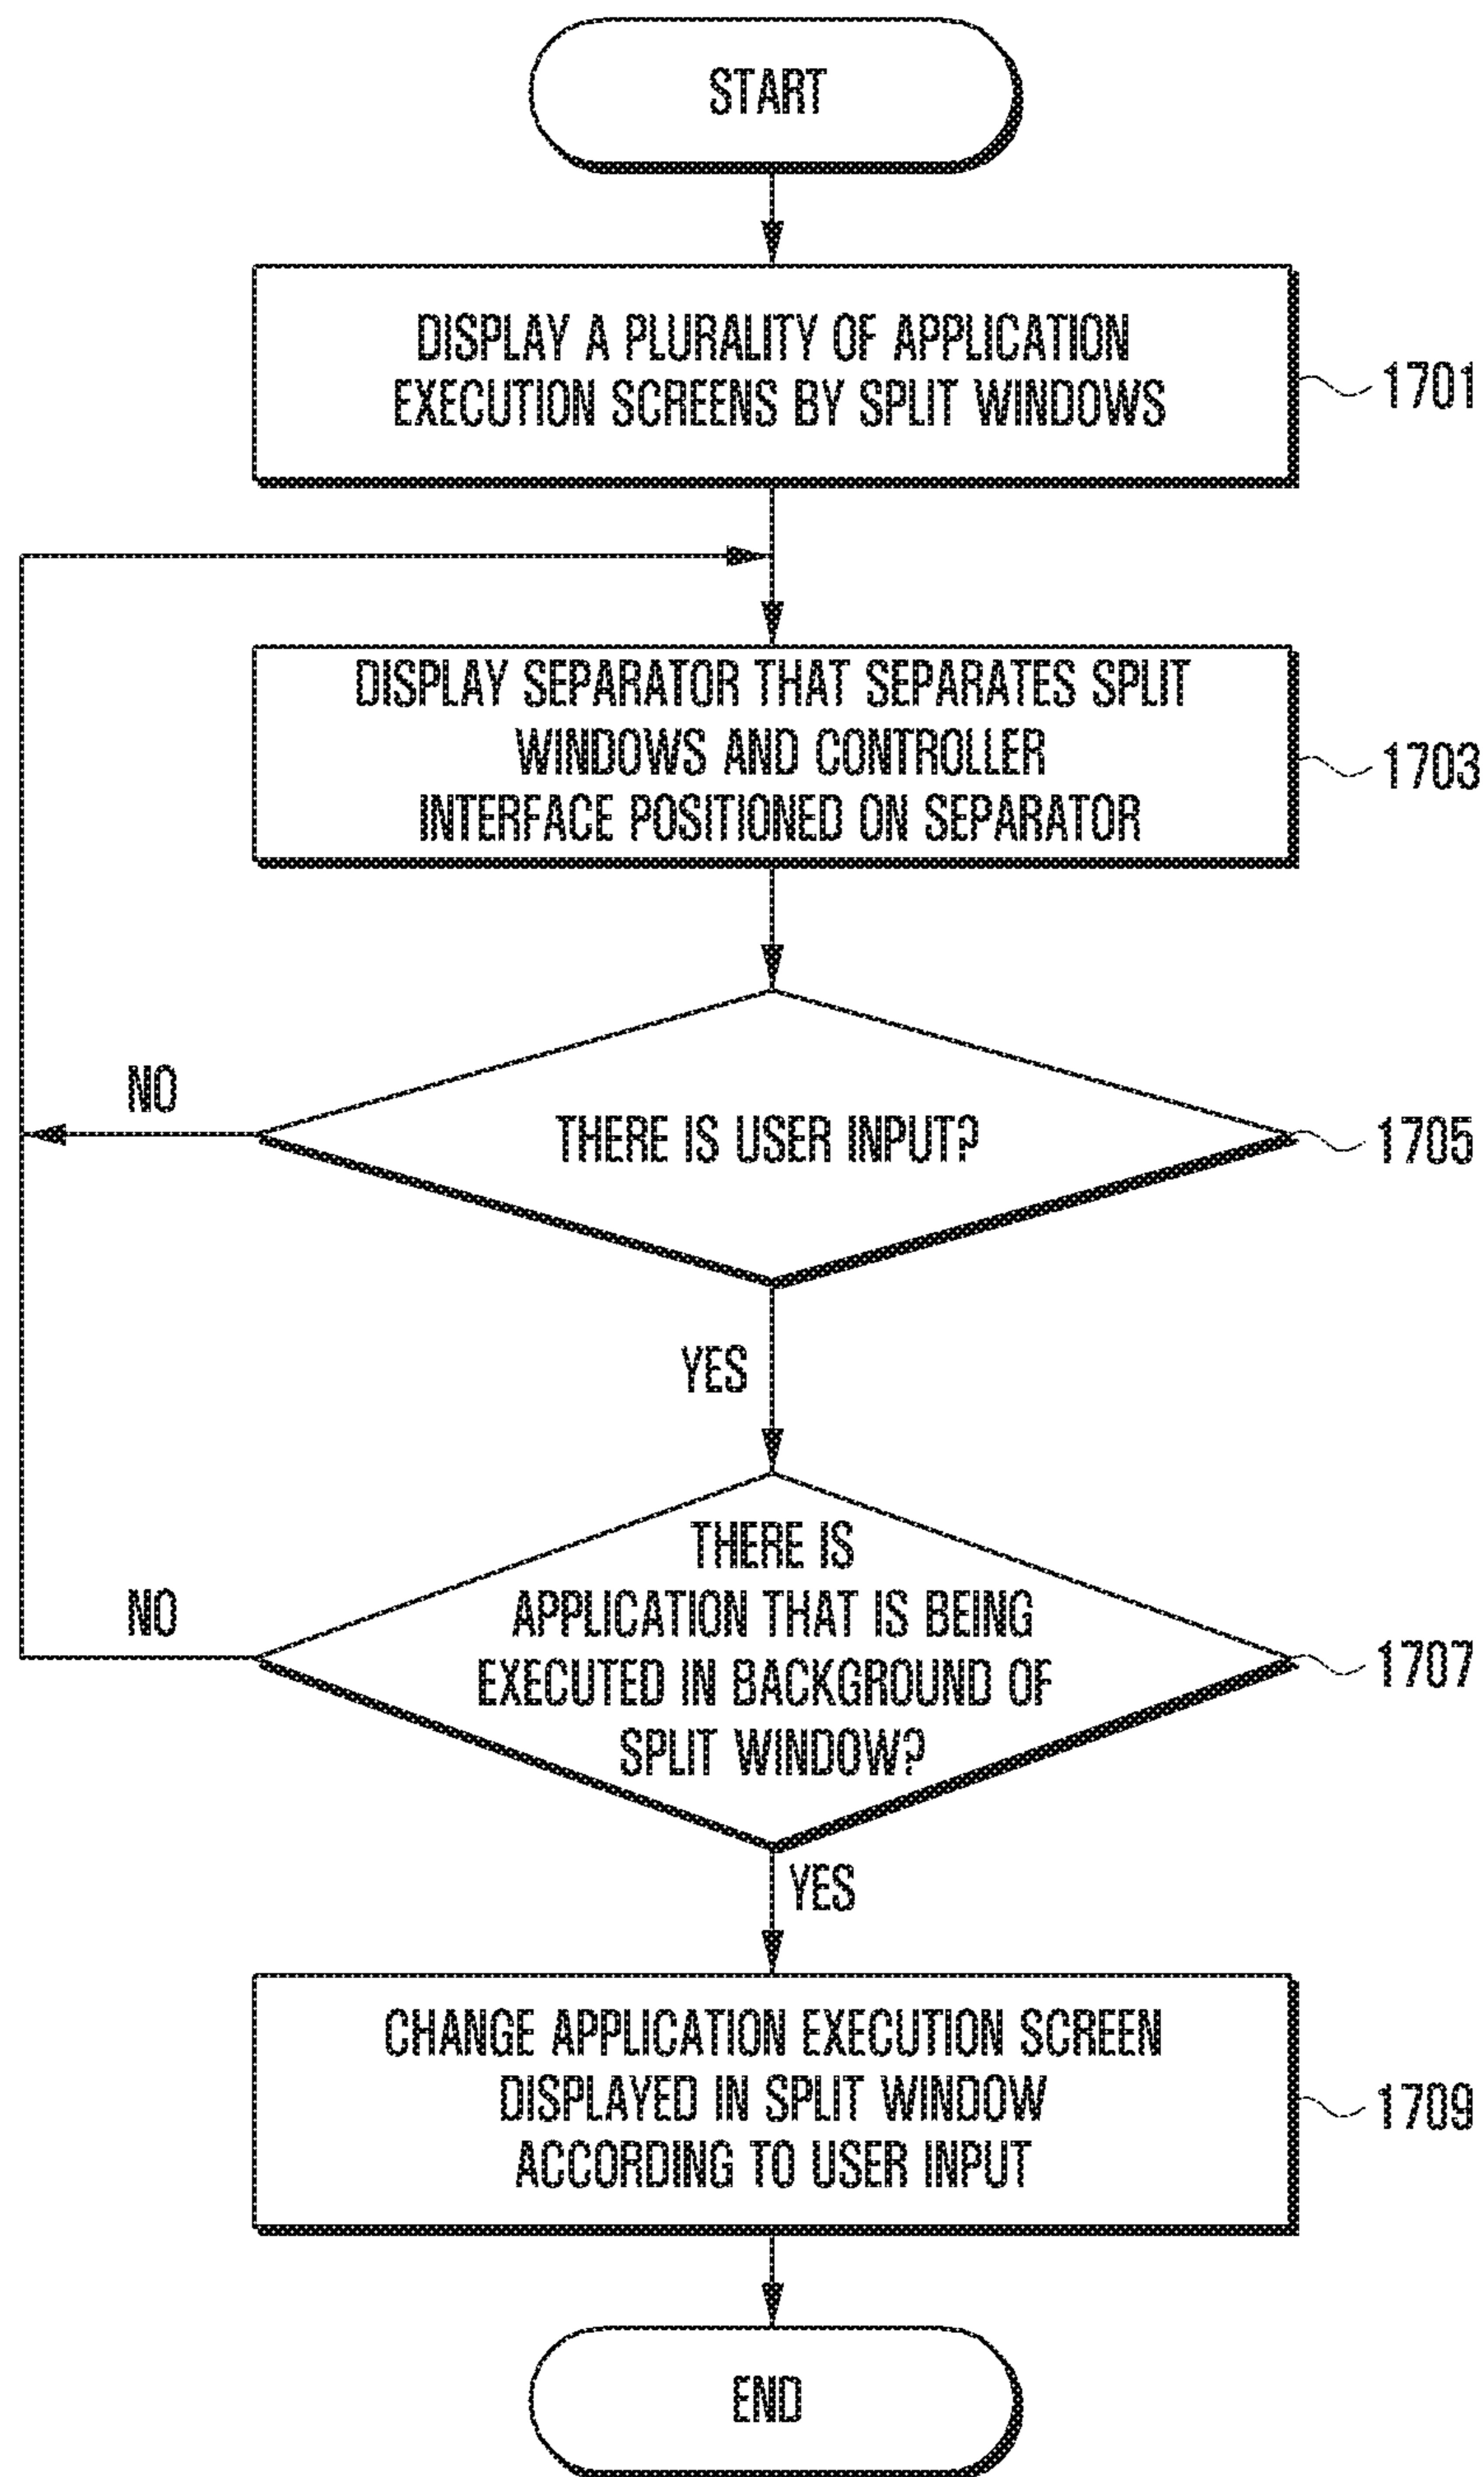 START
DISPLAY A PLURALITY OF APPLICATION
EXECUTION SCREENS BY SPLIT WINDOWS
1701
DISPLAY SEPARATOR THAT SEPARATES SPLIT
WINDOWS AND CONTROLLER
INTERFACE POSITIONED ON SEPARATOR
1703
NO
THERE IS USER INPUT?
1705
YES
THERE IS
APPLICATION THAT IS BEING
EXECUTED IN BACKGROUND OF
SPLIT WINDOW?
NO
1707
YES
CHANGE APPLICATION EXECUTION SCREEN
DISPLAYED IN SPLIT WINDOW
ACCORDING TO USER INPUT
1709
END